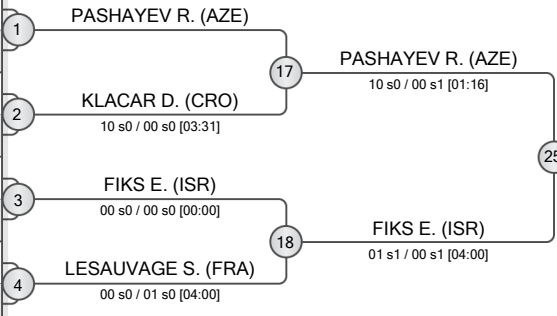 1
PASHAYEV R. (AZE)
17
PASHAYEV R. (AZE)
10 s0 / 00 s1 [01:16]
2
KLACAR D. (CRO)
10 s0 / 00 s0 [03:31]
25
3
FIKS E. (ISR)
00 s0 / 00 s0 [00:00]
18
FIKS E. (ISR)
01 s1 / 00 s1 [04:00]
4
LESAUVAGE S. (FRA)
00 s0 / 01 s0 [04:00]